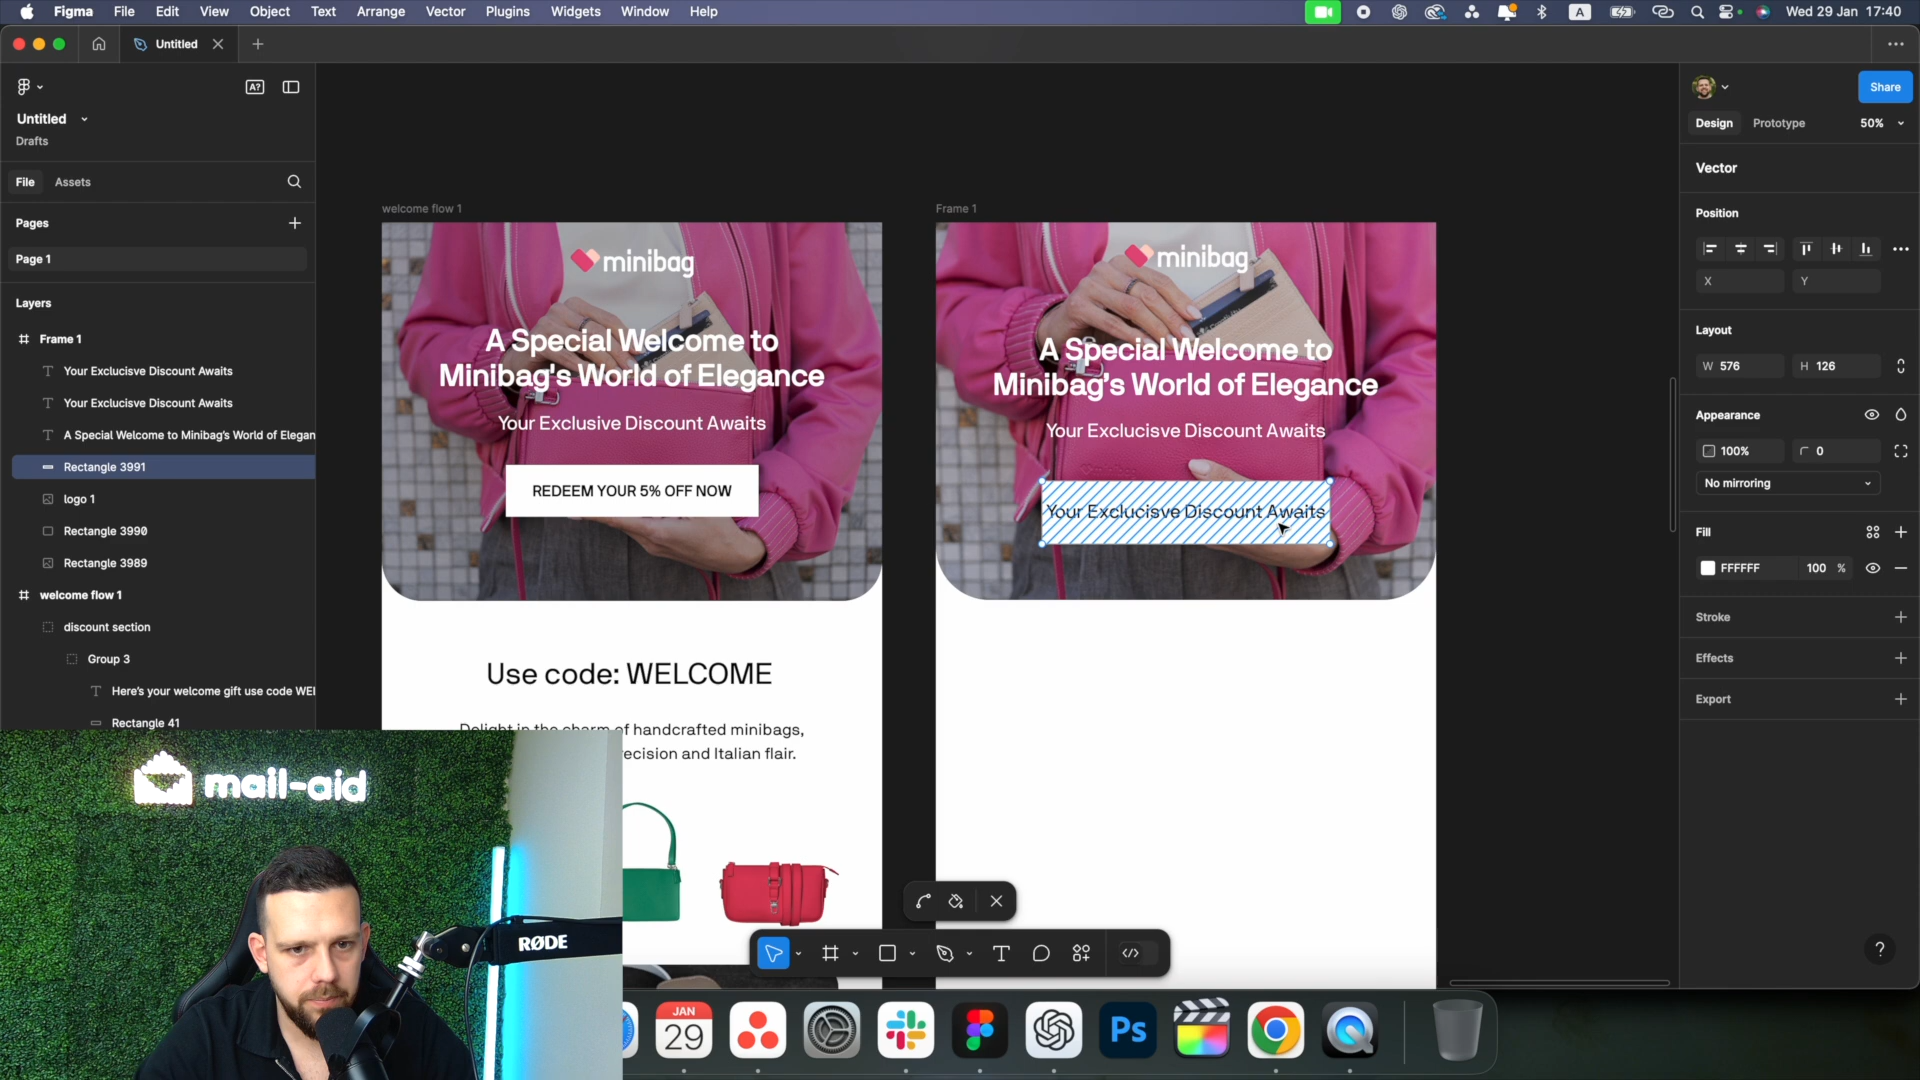 Figma File Edit View Object Text Arrange Vector Plugins Widgets Window Help
A
Wed 29 Jan 17:40
Untitled
A?
Share
Untitled
Drafts
Design Prototype 50%
File Assets
Vector
Pages
Page 1
Position
X Y
Layers
Layout
W 576 H 126
Frame 1
Your Exclucisve Discount Awaits
Your Exclucisve Discount Awaits
A Special Welcome to Minibag's World of Elegan
Rectangle 3991
logo 1
Rectangle 3990
Rectangle 3989
welcome flow 1
discount section
Group 3
Here's your welcome gift use code WEL
Rectangle 41
Appearance
100% 0
No mirroring
Fill
FFFFFF 100 %
Stroke
Effects
Export
welcome flow 1
minibag
A Special Welcome to
Minibag's World of Elegance
Your Exclusive Discount Awaits
REDEEM YOUR 5% OFF NOW
Use code: WELCOME
Delight in the charm of handcrafted minibags,
recision and Italian flair.
Frame 1
minibag
A Special Welcome to
Minibag's World of Elegance
Your Exclucisve Discount Awaits
Your Exclucisve Discount Awaits
mail-aid
RØDE
?
JAN
29
Ps